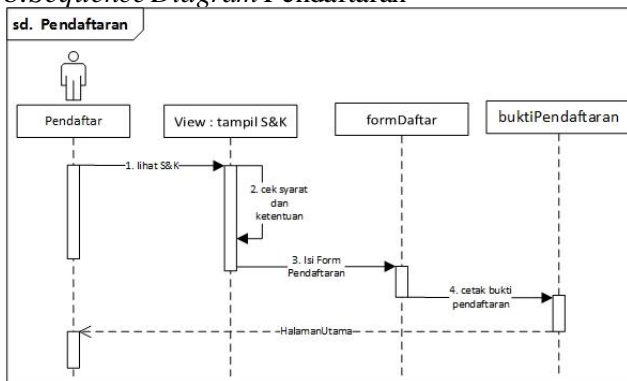 Sequence Diagram Pendaftaran
sd. Pendaftaran
Pendaftar
View : tampil S&K
formDaftar
buktiPendaftaran
1. lihat S&K
2. cek syarat
dan
ketentuan
3. Isi Form
Pendaftaran
4. cetak bukti
pendaftaran
HalamanUtama